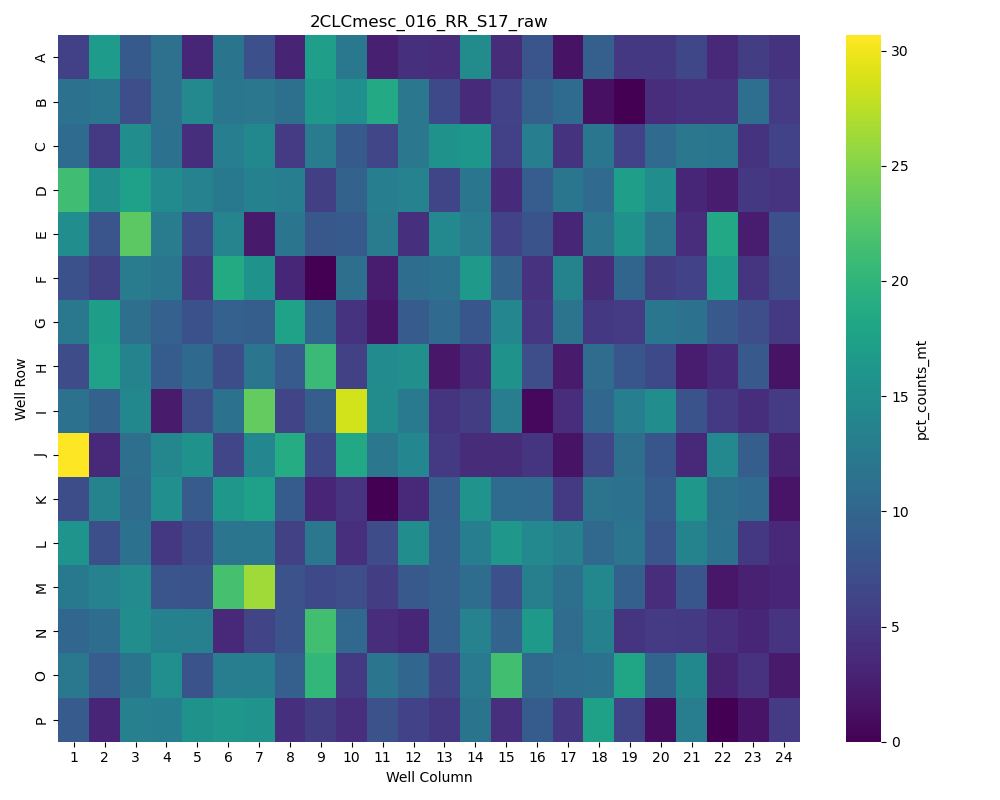 2CLCmesc_016_RR_S17_raw
A
B
C
D
E
F
G
H
I
J
K
L
M
N
O
P
Well Row
1 2 3 4 5 6 7 8 9 10 11 12 13 14 15 16 17 18 19 20 21 22 23 24
Well Column
30
25
20
15
10
5
0
pct_counts_mt